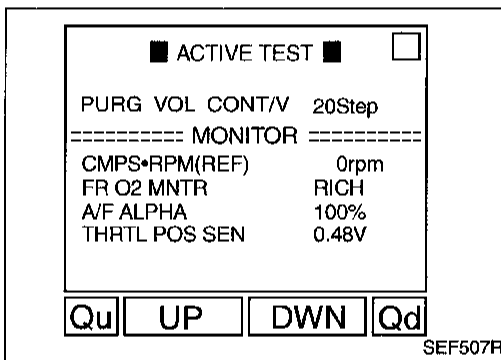 ■ ACTIVE TEST ■
PURG VOL CONT/V 20Step
========= MONITOR =========
CMPS•RPM(REF) 0rpm
FR O2 MNTR RICH
A/F ALPHA 100%
THRTL POS SEN 0.48V
Qu UP DWN Qd
SEF507R